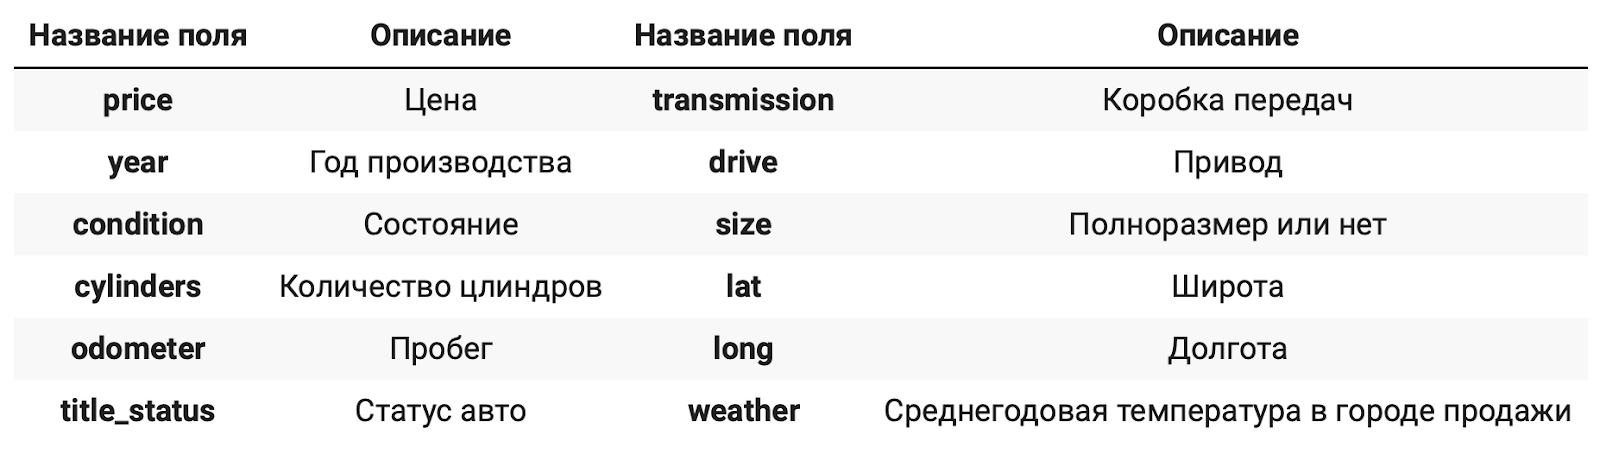 Название поля Описание Название поля Описание
price Цена transmission Коробка передач
year Год производства drive Привод
condition Состояние size Полноразмер или нет
cylinders Количество цлиндров lat Широта
odometer Пробег long Долгота
title_status Статус авто weather Среднегодовая температура в городе продажи